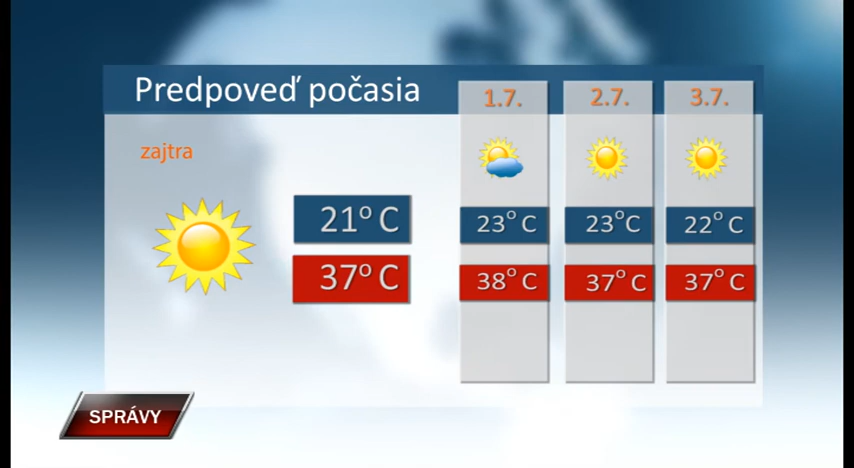 Predpoveď počasia
zajtra
21° C
37° C
1.7.
23° C
38° C
2.7.
23°C
37° C
3.7.
22° C
37° C
SPRÁVY